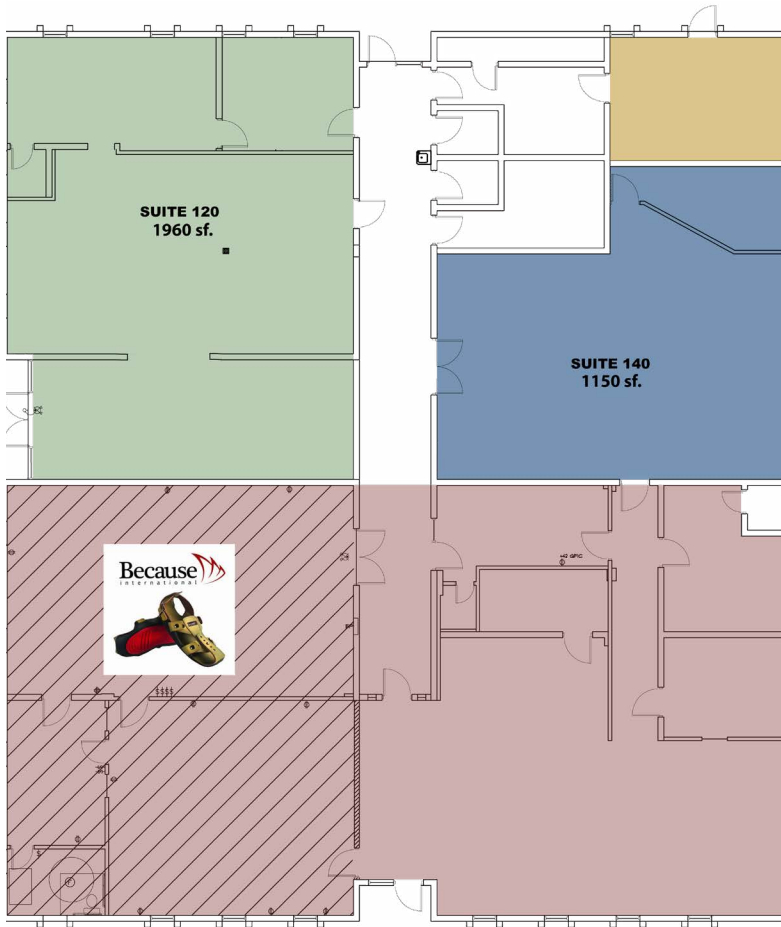 SUITE 120
1960 sf.
SUITE 140
1150 sf.
Because
international
$$$$